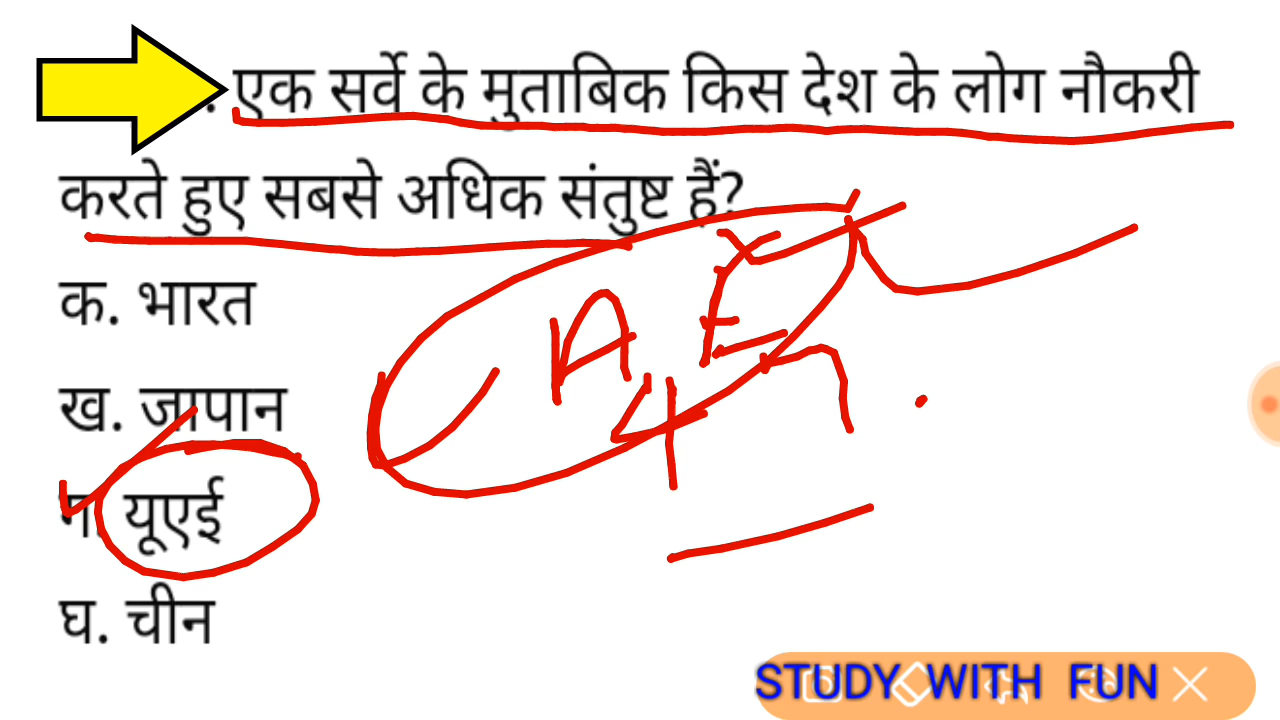 एक सर्वे के मुताबिक किस देश के लोग नौकरी
करते हुए सबसे अधिक संतुष्ट हैं?
क. भारत
ख. जापान
ग. यूएई
घ. चीन
A E
STUDY WITH FUN